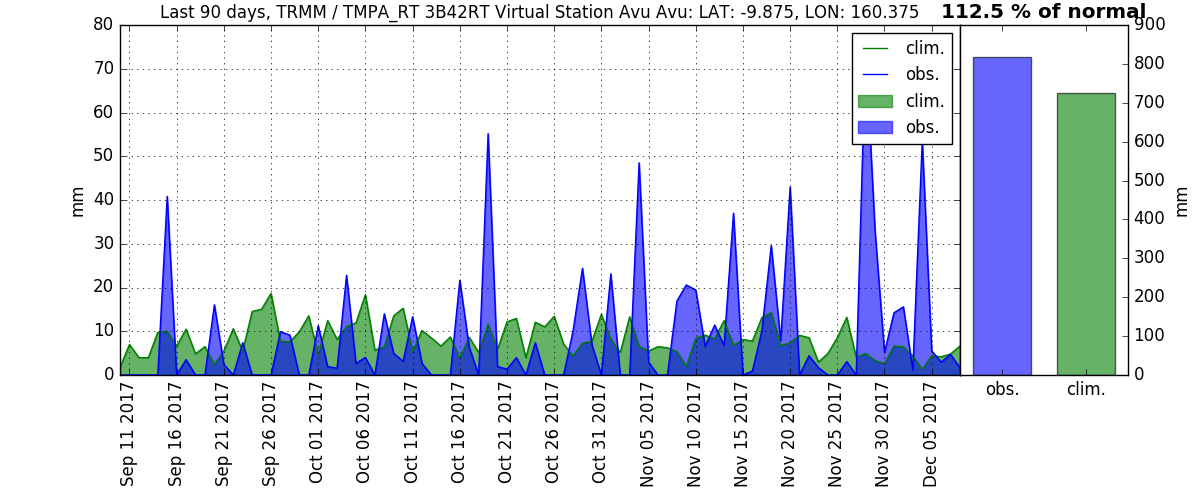 Last 90 days, TRMM / TMPA_RT 3B42RT Virtual Station Avu Avu: LAT: -9.875, LON: 160.375
112.5 % of normal
80
70
60
50
40
30
20
10
0
mm
clim.
obs.
clim.
obs.
Sep 11 2017
Sep 16 2017
Sep 21 2017
Sep 26 2017
Oct 01 2017
Oct 06 2017
Oct 11 2017
Oct 16 2017
Oct 21 2017
Oct 26 2017
Oct 31 2017
Nov 05 2017
Nov 10 2017
Nov 15 2017
Nov 20 2017
Nov 25 2017
Nov 30 2017
Dec 05 2017
900
800
700
600
500
400
300
200
100
0
mm
obs.
clim.